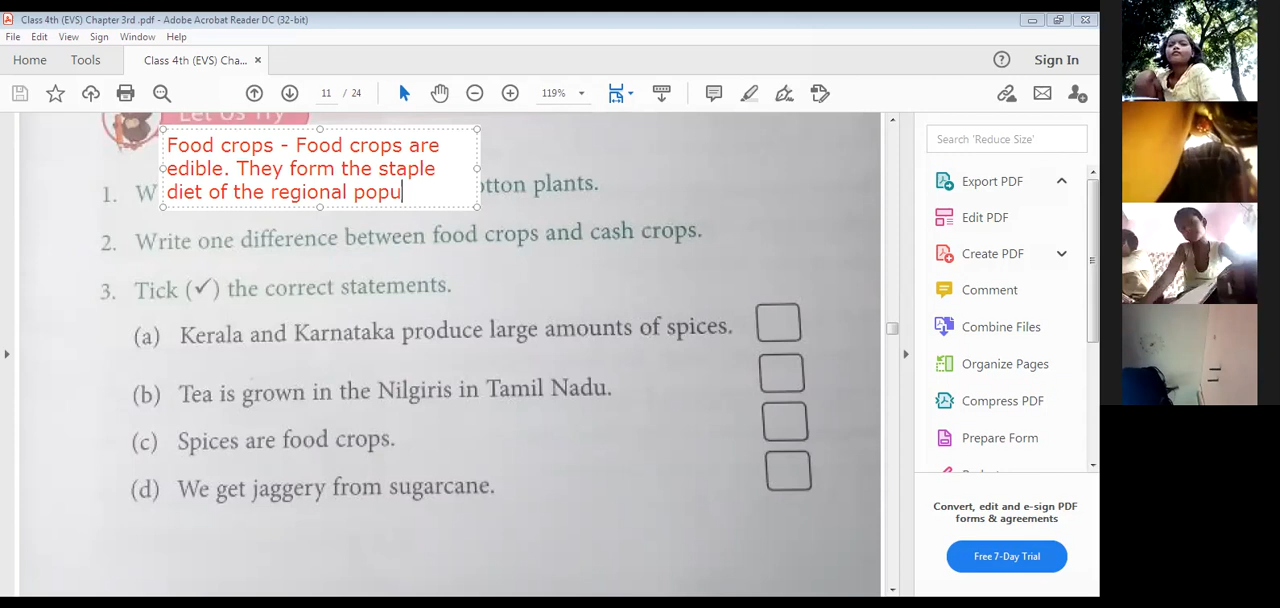 Class 4th (EVS) Chapter 3rd .pdf - Adobe Acrobat Reader DC (32-bit)
File Edit View Sign Window Help
Home Tools Class 4th (EVS) Cha... × Sign In
11 / 24 119%
Let Us Try
Food crops - Food crops are
edible. They form the staple
diet of the regional popu
1. W otton plants.
2. Write one difference between food crops and cash crops.
3. Tick (✓) the correct statements.
(a) Kerala and Karnataka produce large amounts of spices.
(b) Tea is grown in the Nilgiris in Tamil Nadu.
(c) Spices are food crops.
(d) We get jaggery from sugarcane.
Search 'Reduce Size'
Export PDF
Edit PDF
Create PDF
Comment
Combine Files
Organize Pages
Compress PDF
Prepare Form
Convert, edit and e-sign PDF
forms & agreements
Free 7-Day Trial